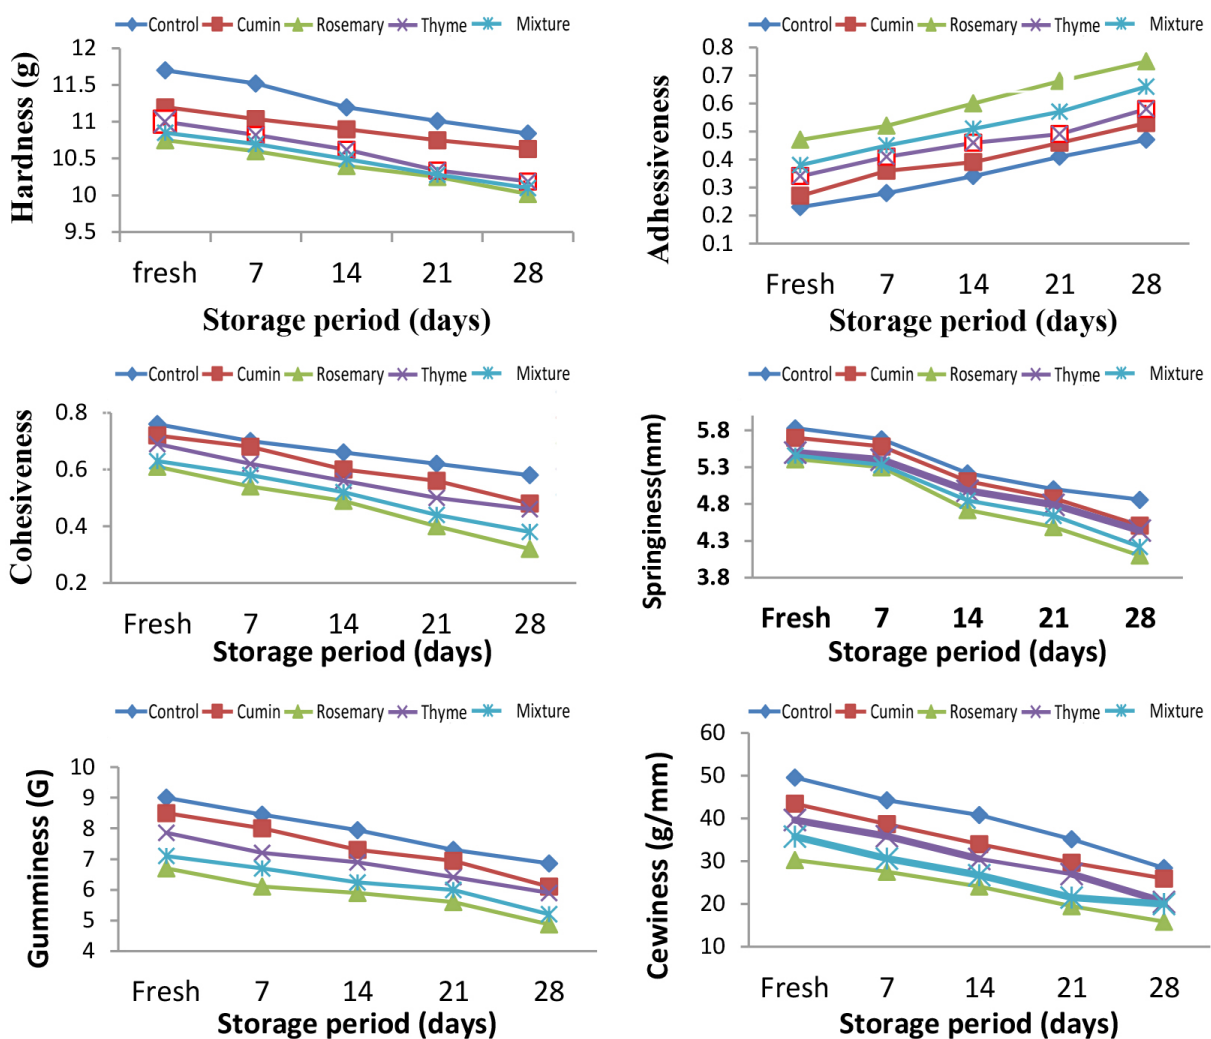 Control Cumin Rosemary Thyme Mixture
Hardness (g)
12
11.5
11
10.5
10
9.5
fresh 7 14 21 28
Storage period (days)
Control Cumin Rosemary Thyme Mixture
Adhessiveness
0.8
0.7
0.6
0.5
0.4
0.3
0.2
0.1
Fresh 7 14 21 28
Storage period (days)
Control Cumin Rosemary Thyme Mixture
Cohesiveness
0.8
0.6
0.4
0.2
Fresh 7 14 21 28
Storage period (days)
Control Cumin Rosemary Thyme Mixture
Springiness(mm)
5.8
5.3
4.8
4.3
3.8
Fresh 7 14 21 28
Storage period (days)
Control Cumin Rosemary Thyme Mixture
Gumminess (G)
10
9
8
7
6
5
4
Fresh 7 14 21 28
Storage period (days)
Control Cumin Rosemary Thyme Mixture
Cewiness (g/mm)
60
50
40
30
20
10
Fresh 7 14 21 28
Storage period (days)